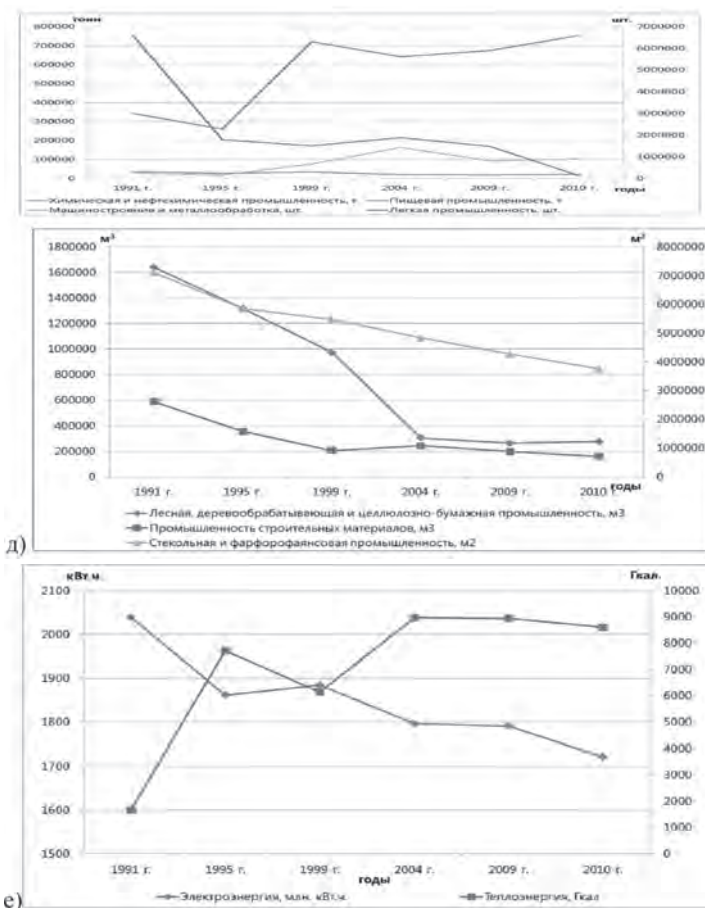 тонн шт.
800000 7000000
700000 6000000
600000 5000000
500000
400000 4000000
300000 3000000
200000 2000000
100000 1000000
0 0
1991 г. 1995 г. 1999 г. 2004 г. 2009 г. 2010 г.
годы
Химическая и нефтехимическая промышленность, т Пищевая промышленность, т
Машиностроение и металлообработка, шт. Легкая промышленность, шт.
м³ м²
1800000 8000000
1600000 7000000
1400000 6000000
1200000 5000000
1000000
800000 4000000
600000 3000000
400000 2000000
200000 1000000
0 0
1991 г. 1995 г. 1999 г. 2004 г. 2009 г. 2010 г.
годы
Лесная, деревообрабатывающая и целлюлозно-бумажная промышленность, м3
Промышленность строительных материалов, м3
Стекольная и фарфорофаянсовая промышленность, м2
д)
кВт.ч. Гкал.
2100 10000
9000
2000 8000
1900 7000
6000
1800 5000
4000
1700 3000
1600 2000
1000
1500 0
1991 г. 1995 г. 1999 г. 2004 г. 2009 г. 2010 г.
годы
Электроэнергия, млн. кВт.ч. Теплоэнергия, Гкал
е)